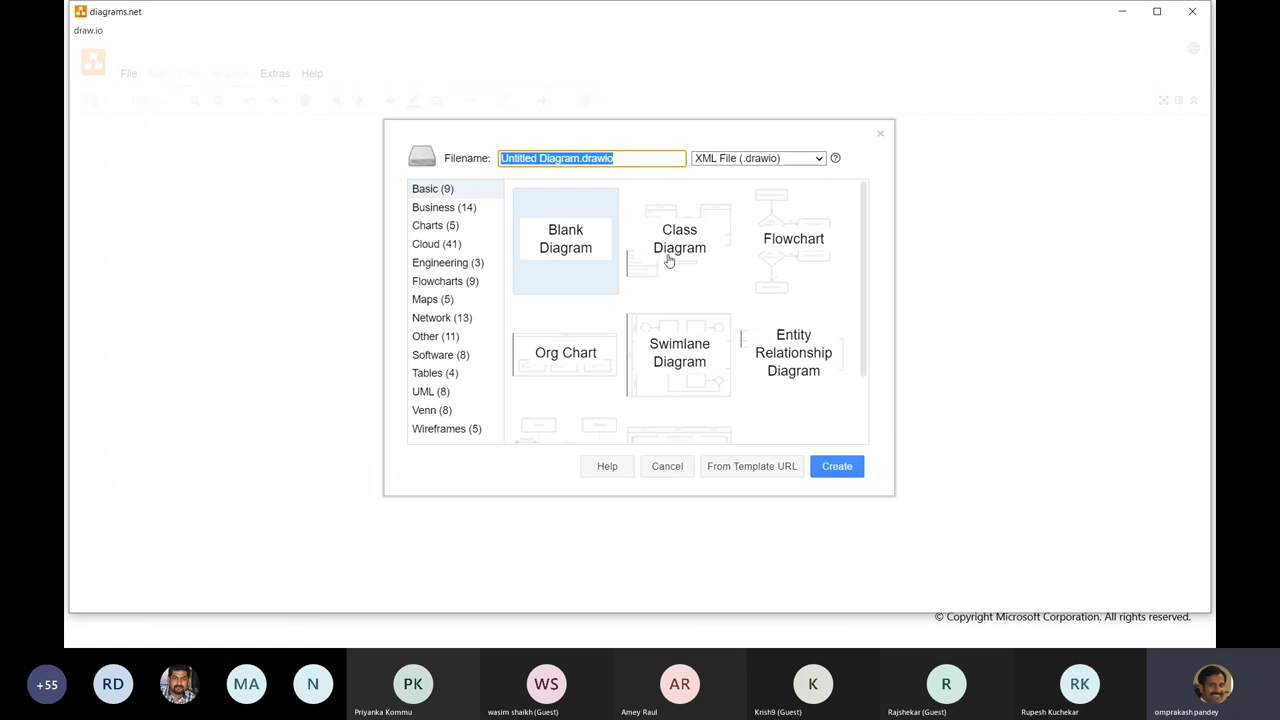 diagrams.net
draw.io
File
Extras
Help
Filename:
Untitled Diagram.drawio
XML File (.drawio)
Basic (9)
Business (14)
Charts (5)
Cloud (41)
Engineering (3)
Flowcharts (9)
Maps (5)
Network (13)
Other (11)
Software (8)
Tables (4)
UML (8)
Venn (8)
Wireframes (5)
Blank
Diagram
Class
Diagram
Flowchart
Org Chart
Swimlane
Diagram
Entity
Relationship
Diagram
Help
Cancel
From Template URL
Create
© Copyright Microsoft Corporation. All rights reserved.
+55
RD
MA
N
PK
Priyanka Kommu
WS
wasim shaikh (Guest)
AR
Amey Raul
K
Krish9 (Guest)
R
Rajshekar (Guest)
RK
Rupesh Kuchekar
omprakash pandey